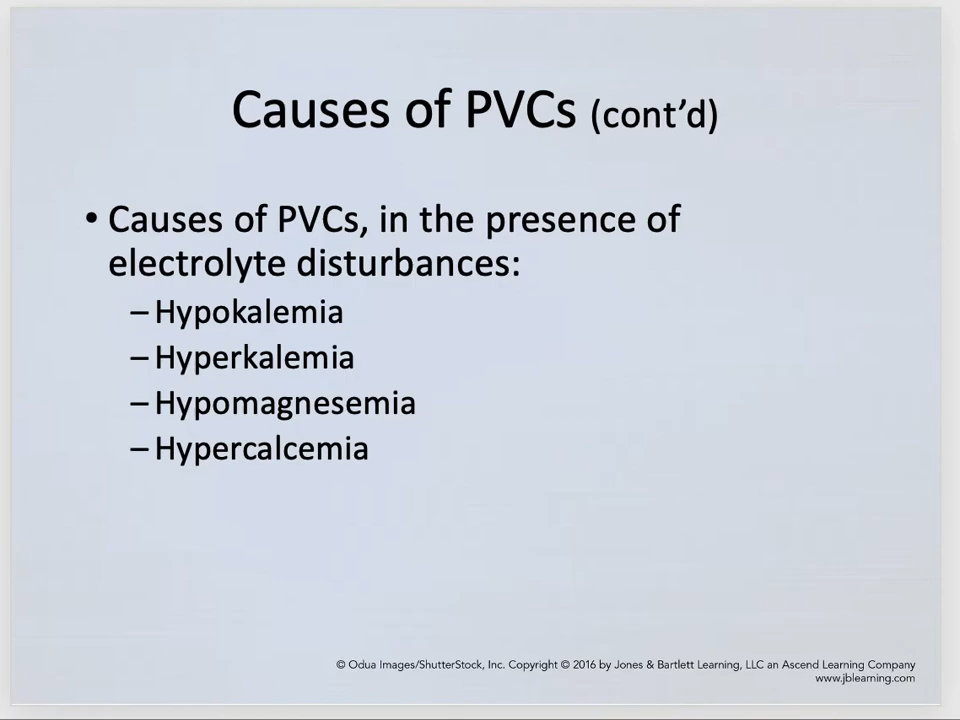 Causes of PVCs (cont’d)
• Causes of PVCs, in the presence of
electrolyte disturbances:
– Hypokalemia
– Hyperkalemia
– Hypomagnesemia
– Hypercalcemia
© Odua Images/ShutterStock, Inc. Copyright © 2016 by Jones & Bartlett Learning, LLC an Ascend Learning Company
www.jblearning.com